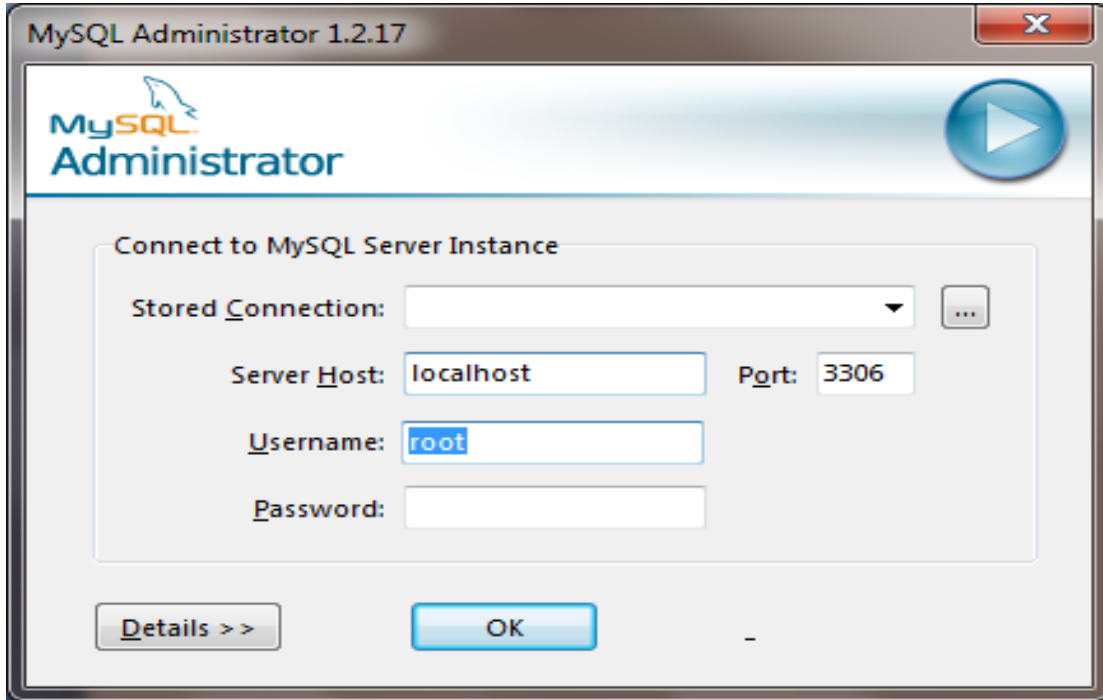 MySQL Administrator 1.2.17
MySQL
Administrator
Connect to MySQL Server Instance
Stored Connection:
...
Server Host: localhost Port: 3306
Username: root
Password:
Details >> OK -